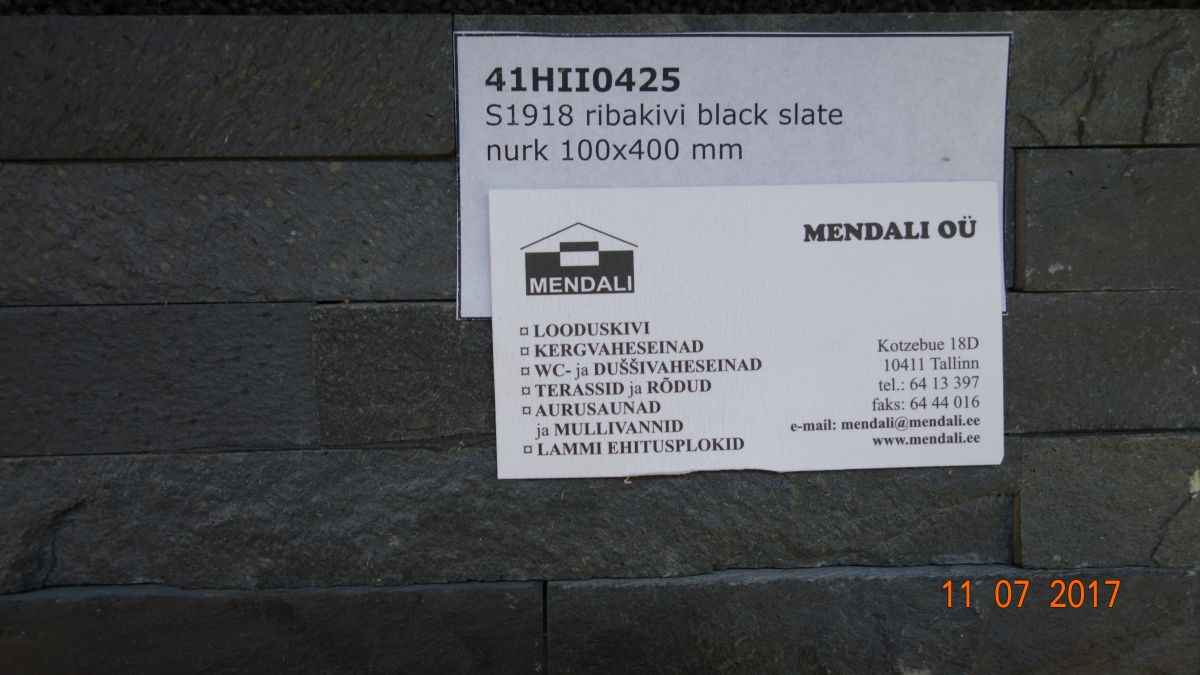 41HII0425
S1918 ribakivi black slate
nurk 100x400 mm
MENDALI
MENDALI OÜ
¤ LOODUSKIVI
¤ KERGVAHESEINAD
¤ WC- ja DUŠŠIVAHESEINAD
¤ TERASSID ja RÕDUD
¤ AURUSAUNAD
ja MULLIVANNID
¤ LAMMI EHITUSPLOKID
Kotzebue 18D
10411 Tallinn
tel.: 64 13 397
faks: 64 44 016
e-mail: mendali@mendali.ee
www.mendali.ee
11 07 2017